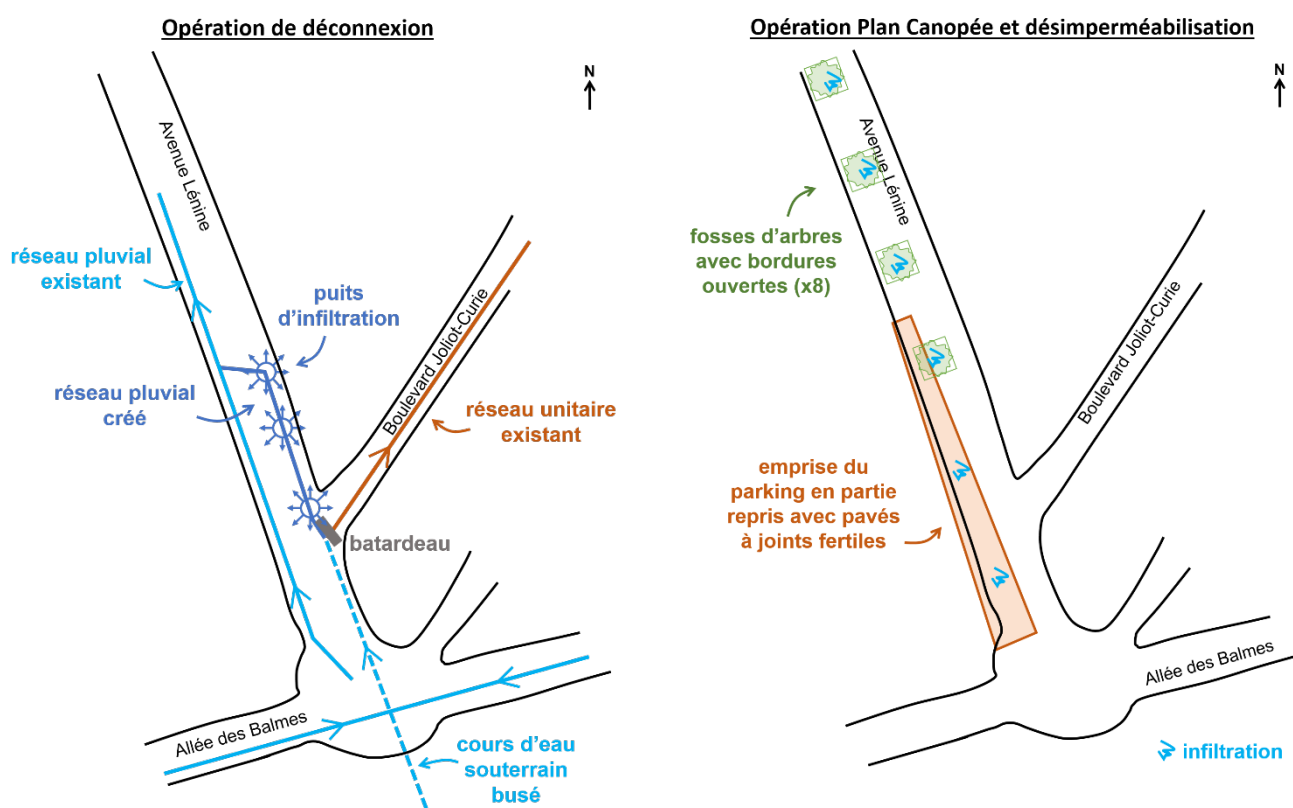 Opération de déconnexion
N
Avenue Lénine
réseau pluvial
existant
puits
d'infiltration
Boulevard Joliot-Curie
réseau pluvial
créé
réseau unitaire
existant
batardeau
Allée des Balmes
cours d'eau
souterrain
busé
Opération Plan Canopée et désimperméabilisation
N
Avenue Lénine
fosses d'arbres
avec bordures
ouvertes (x8)
Boulevard Joliot-Curie
emprise du
parking en partie
repris avec pavés
à joints fertiles
Allée des Balmes
infiltration